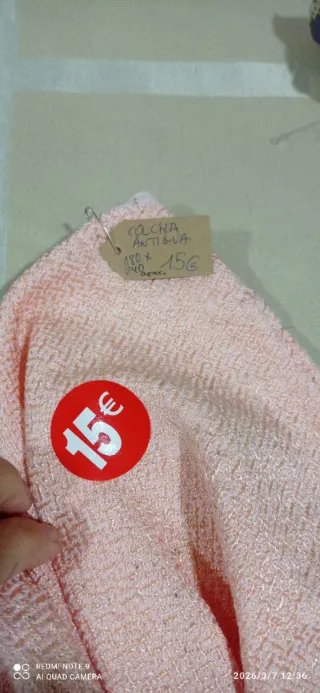 COLCHA
ANTIGUA
180 x
240 aprox.
15€
15€
REDMI NOTE 9
AI QUAD CAMERA
2026/3/7 12:36